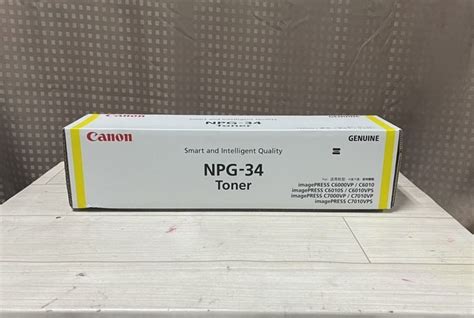 Canon
NPG-34
Toner
GENUINE
Canon
Smart and Intelligent Quality
NPG-34
Toner
imagePRESS C6000VP / C6010
imagePRESS C6010S / C6010VPS
imagePRESS C7000VP / C7010VP
imagePRESS C7010VPS